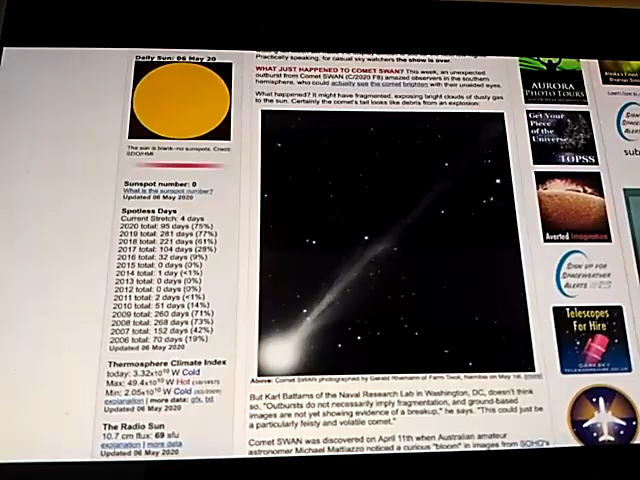 Daily Sun: 06 May 20
The sun is blank--no sunspots. Credit:
SDO/HMI
Sunspot number: 0
What is the sunspot number?
Updated 06 May 2020
Spotless Days
Current Stretch: 4 days
2020 total: 95 days (75%)
2019 total: 281 days (77%)
2018 total: 221 days (61%)
2017 total: 104 days (28%)
2016 total: 32 days (9%)
2015 total: 0 days (0%)
2014 total: 1 day (<1%)
2013 total: 0 days (0%)
2012 total: 0 days (0%)
2011 total: 2 days (<1%)
2010 total: 51 days (14%)
2009 total: 260 days (71%)
2008 total: 268 days (73%)
2007 total: 152 days (42%)
2006 total: 70 days (19%)
Updated 06 May 2020
Thermosphere Climate Index
today: 3.32x10¹⁰ W Cold
Max: 49.4x10¹⁰ W Hot
Min: 2.05x10¹⁰ W Cold
explanation | more data: gfx, txt
Updated 06 May 2020
The Radio Sun
10.7 cm flux: 69 sfu
explanation | more data
Updated 06 May 2020
Practically speaking, for casual sky watchers the show is over.
WHAT JUST HAPPENED TO COMET SWAN? This week, an unexpected
outburst from Comet SWAN (C/2020 F8) amazed observers in the southern
hemisphere, who could actually see the comet brighten with their unaided eyes.
What happened? It might have fragmented, exposing bright clouds of dusty gas
to the sun. Certainly the comet's tail looks like debris from an explosion:
Above: Comet SWAN photographed by Gerald Rhemann of Farm Tivoli, Namibia on May 1st. [more]
But Karl Battams of the Naval Research Lab in Washington, DC, doesn't think
so. "Outbursts do not necessarily imply fragmentation, and ground-based
images are not yet showing evidence of a breakup," he says. "This could be just
a particularly feisty and volatile comet."
Comet SWAN was discovered on April 11th when Australian amateur
astronomer Michael Mattiazzo noticed a curious "bloom" in images from SOHO's
AURORA
PHOTO TOURS
Get Your
Piece
of the
Universe
TOPSS
Averted Imagination
SIGN UP FOR
SPACEWEATHER
ALERTS
Telescopes
For Hire
Alaska's Finest
SIGN
SPACE
ALERT
sub